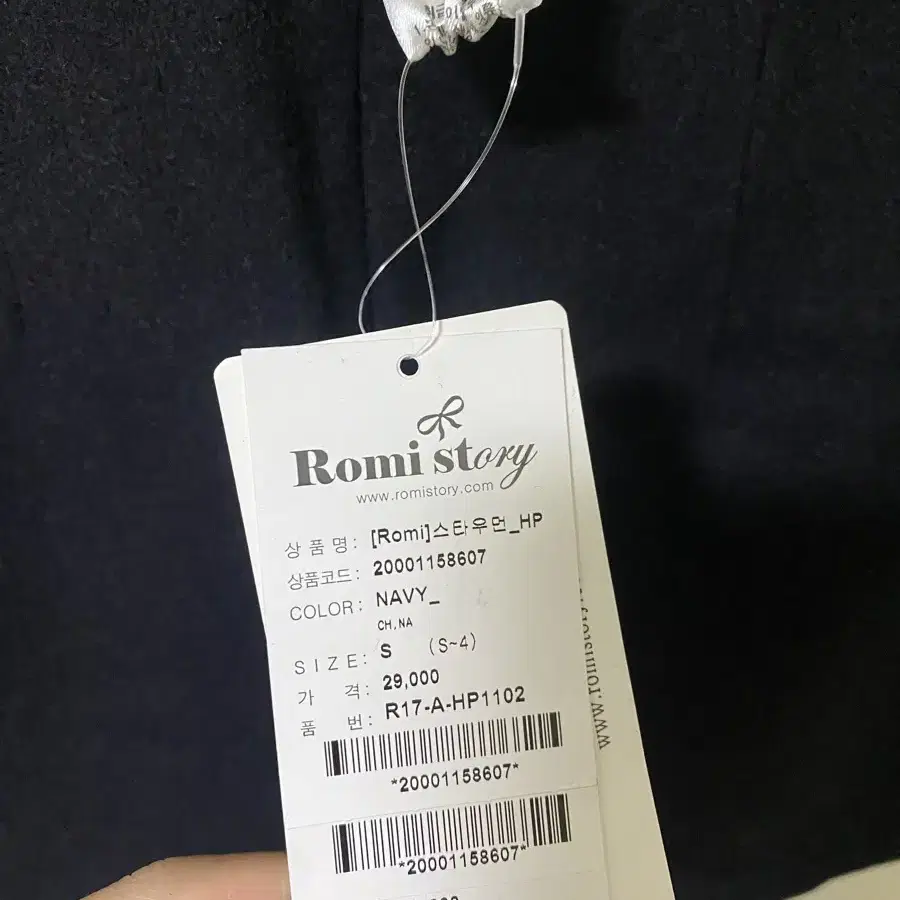 Romi story
www.romistory.com
상 품 명 : [Romi]스타우먼_HP
상품코드 : 20001158607
COLOR : NAVY_
CH,NA
SIZE : S (S~4)
가 격 : 29,000
품 번 : R17-A-HP1102
*20001158607*
*20001158607*